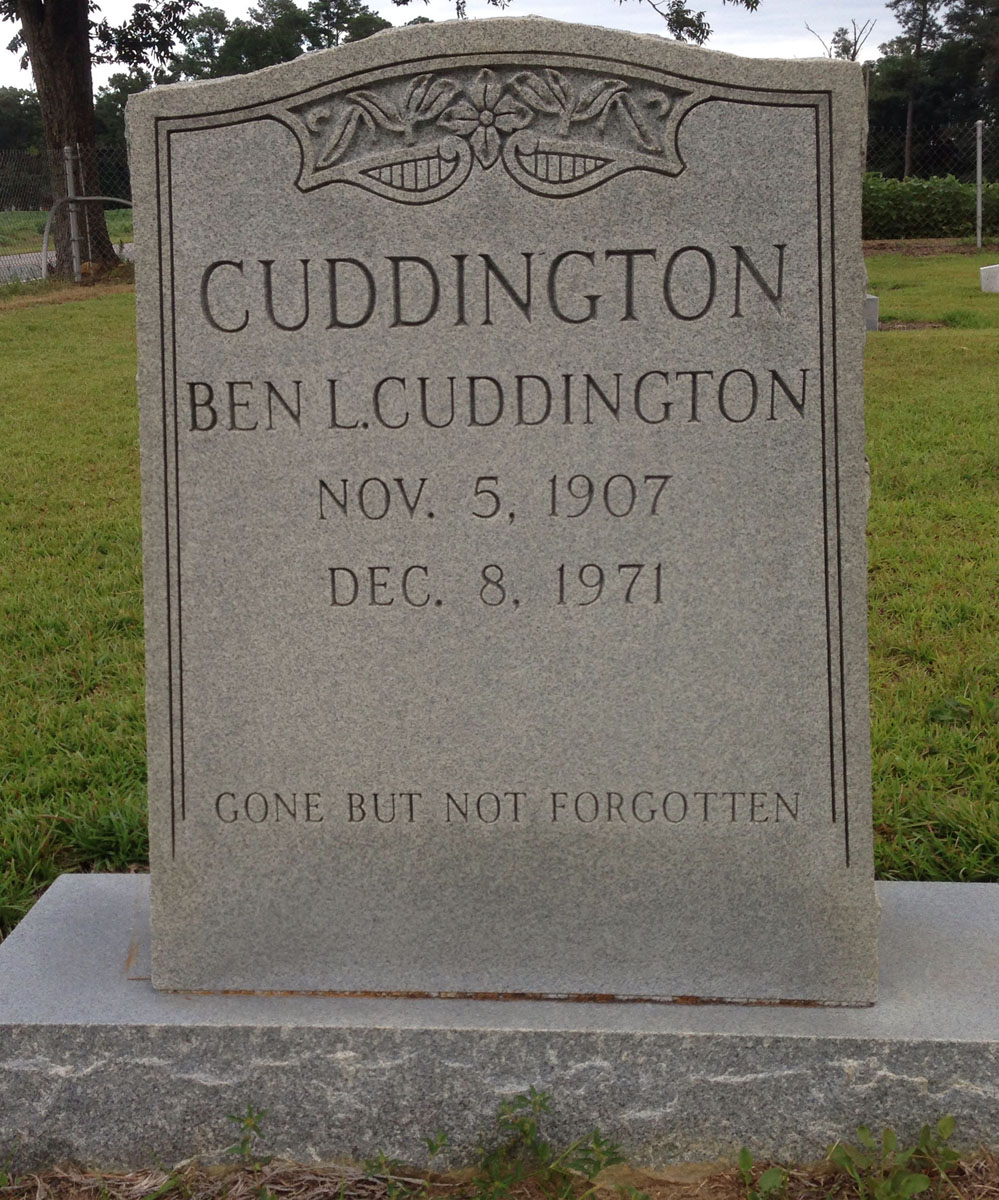 CUDDINGTON
BEN L.CUDDINGTON
NOV. 5, 1907
DEC. 8, 1971
GONE BUT NOT FORGOTTEN